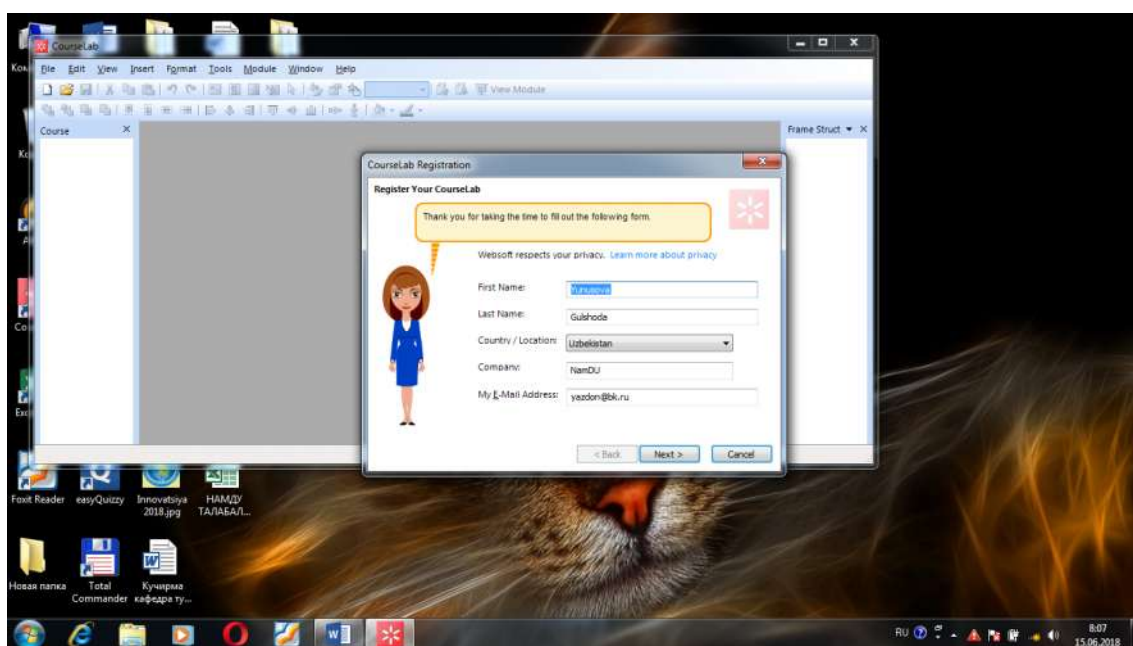 CourseLab
File Edit View Insert Format Tools Module Window Help
View Module
Course
Frame Struct
CourseLab Registration
Register Your CourseLab
Thank you for taking the time to fill out the following form.
Websoft respects your privacy. Learn more about privacy
First Name: Yunusova
Last Name: Gulshoda
Country / Location: Uzbekistan
Company: NamDU
My E-Mail Address: yazdon@bk.ru
< Back Next > Cancel
Foxit Reader easyQuizzy Innovatsiya 2018.jpg НАМДУ ТАЛАБАЛ...
Новая папка Total Commander Кучирма кафедра ту...
RU 8:07
15.06.2018